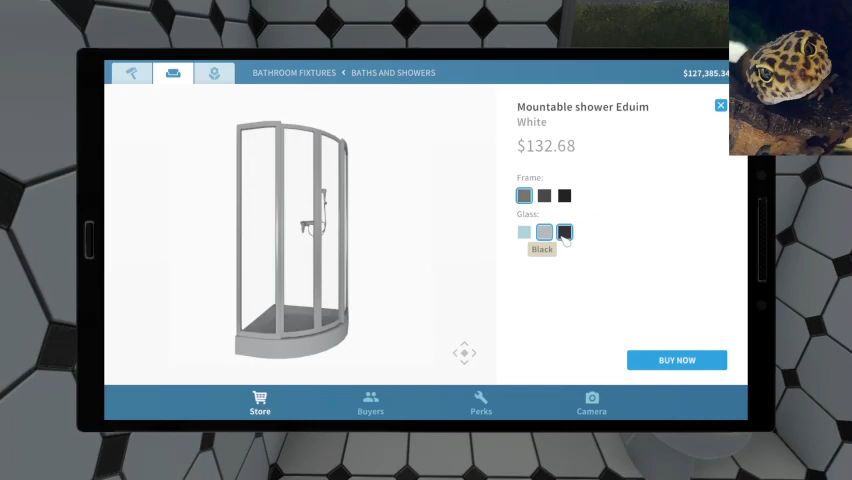 BATHROOM FIXTURES < BATHS AND SHOWERS
$127,385.34
Mountable shower Eduim
White
$132.68
Frame:
Glass:
Black
BUY NOW
Store
Buyers
Perks
Camera